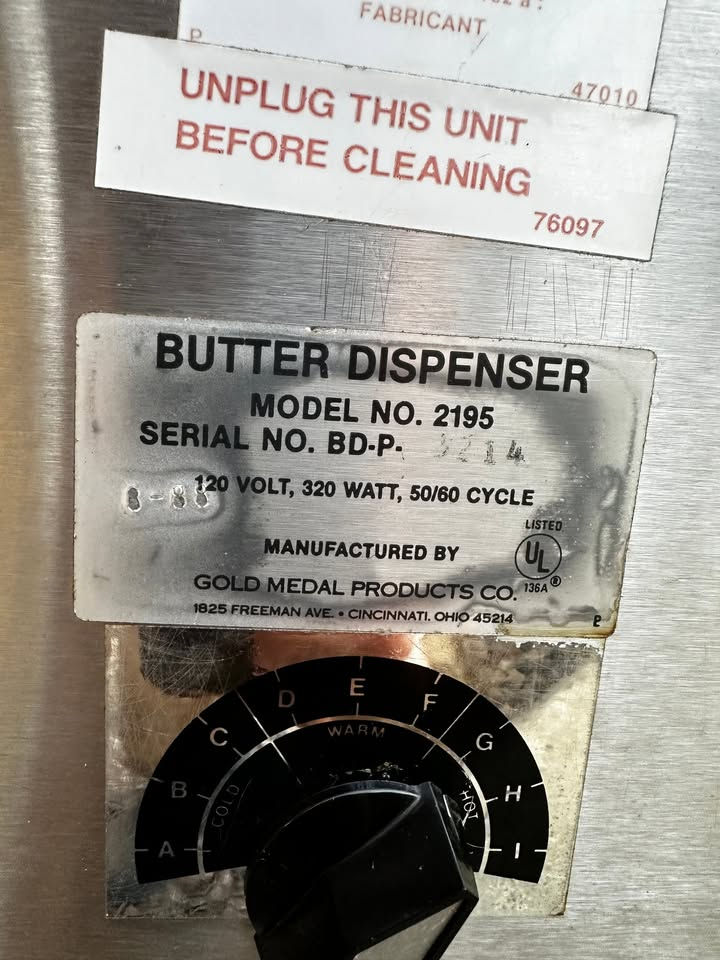 FABRICANT
P
47010
UNPLUG THIS UNIT
BEFORE CLEANING
76097
BUTTER DISPENSER
MODEL NO. 2195
SERIAL NO. BD-P-
8-88
120 VOLT, 320 WATT, 50/60 CYCLE
LISTED
UL
136A®
MANUFACTURED BY
GOLD MEDAL PRODUCTS CO.
1825 FREEMAN AVE. • CINCINNATI, OHIO 45214
P
A B C D E F G H I
COLD WARM HOT